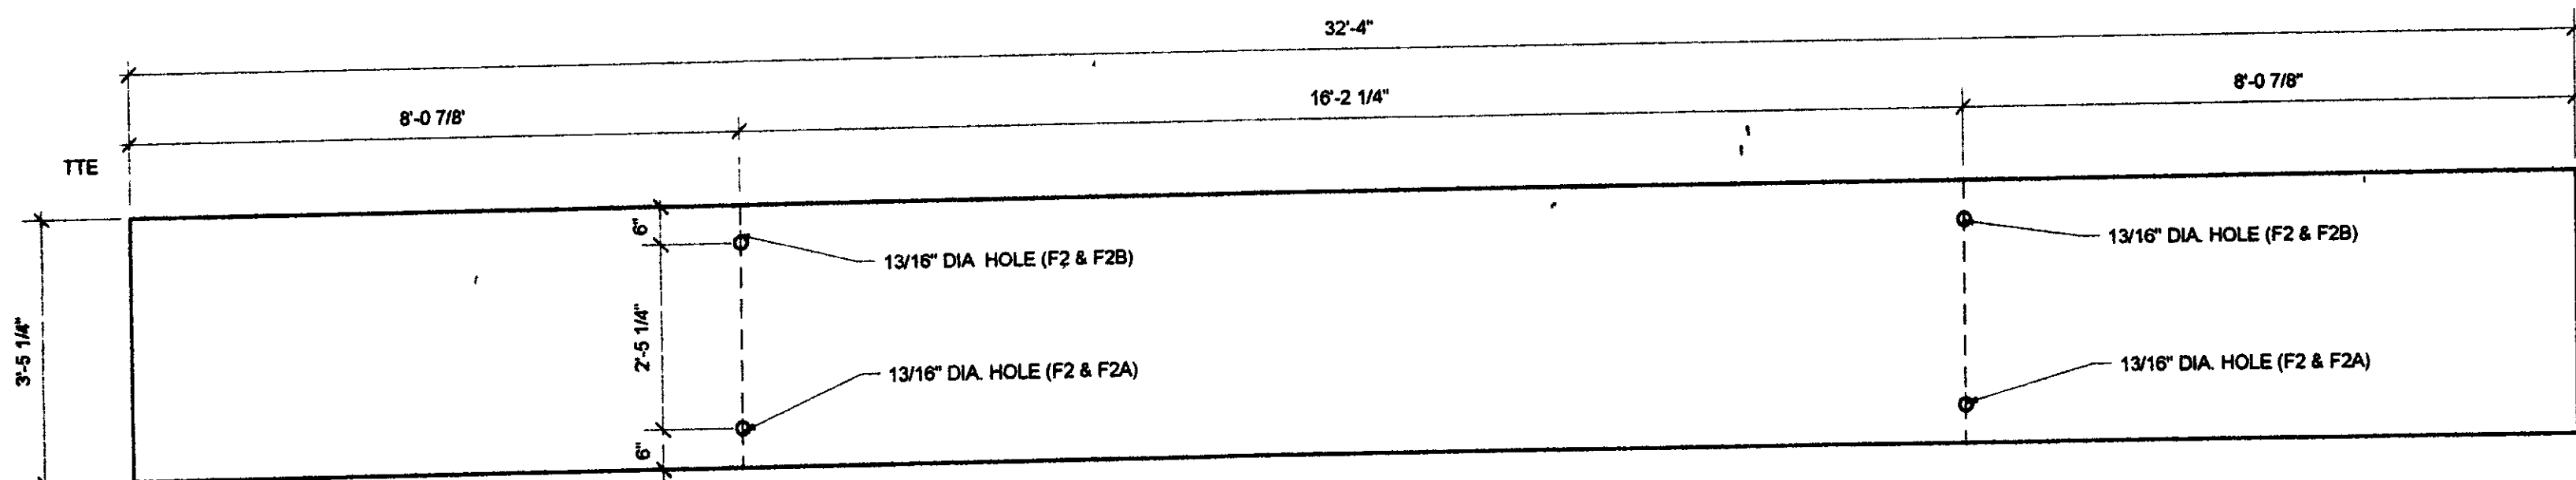 32'-4"
8'-0 7/8'
16'-2 1/4"
8'-0 7/8"
TTE
6"
13/16" DIA. HOLE (F2 & F2B)
13/16" DIA HOLE (F2 & F2B)
3'-5 1/4"
2'-5 1/4"
13/16" DIA. HOLE (F2 & F2A)
13/16" DIA. HOLE (F2 & F2A)
6"